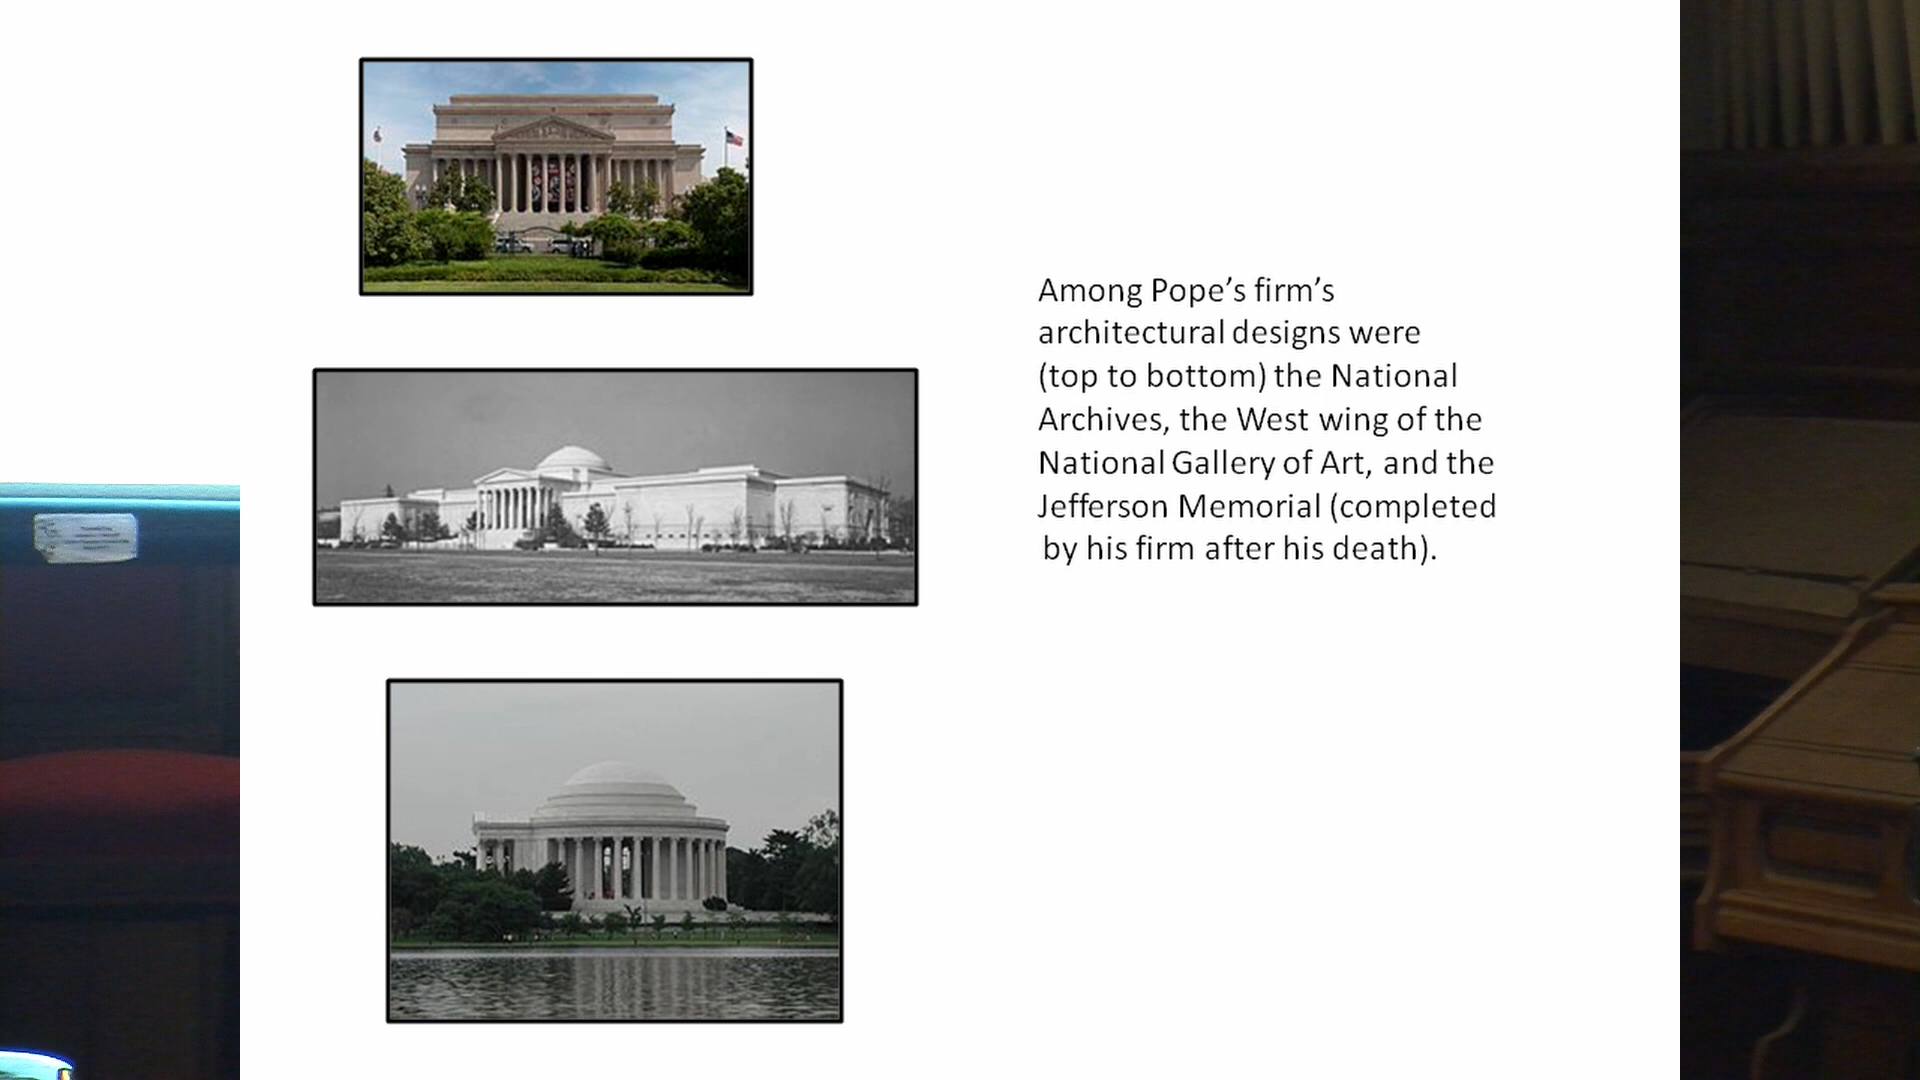 Among Pope’s firm’s
architectural designs were
(top to bottom) the National
Archives, the West wing of the
National Gallery of Art, and the
Jefferson Memorial (completed
by his firm after his death).